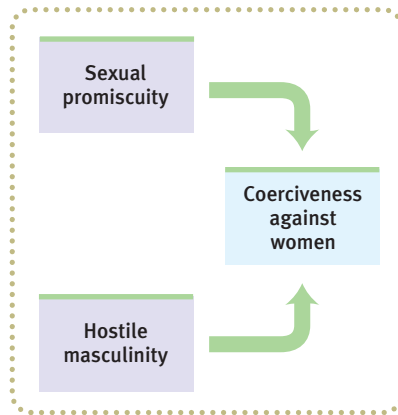 Sexual
promiscuity
Coerciveness
against
women
Hostile
masculinity